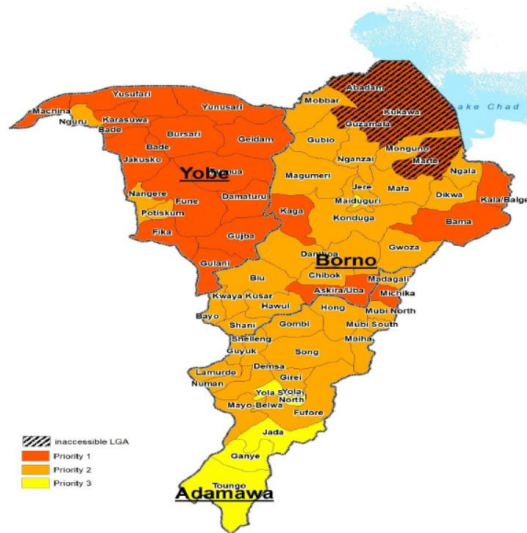 Abadam
Yusufari
Mobbar
Kukawa
Lake Chad
Machina
Yunusari
Nguru
Karasuwa
Guzamala
Bade
Gubio
Bursari
Geidam
Monguno
Bade
Nganzai
Marte
Jakusko
Ngala
Yobe
Magumeri
Jere
Mafa
Dikwa
Kala/Balge
Nangere
Fune
Damaturu
Maiduguri
Kaga
Potiskum
Konduga
Bama
Fika
Gujba
Gwoza
Damboa
Borno
Gulani
Chibok
Madagali
Biu
Askira/Uba
Michika
Kwaya Kusar
Hawul
Hong
Mubi North
Bayo
Shani
Gombi
Mubi South
Shelleng
Maiha
Guyuk
Song
Demsa
Lamurde
Girei
Numan
Yola S
Yola
North
Mayo-Belwa
Fufore
Jada
inaccessible LGA
Priority 1
Ganye
Priority 2
Toungo
Priority 3
Adamawa